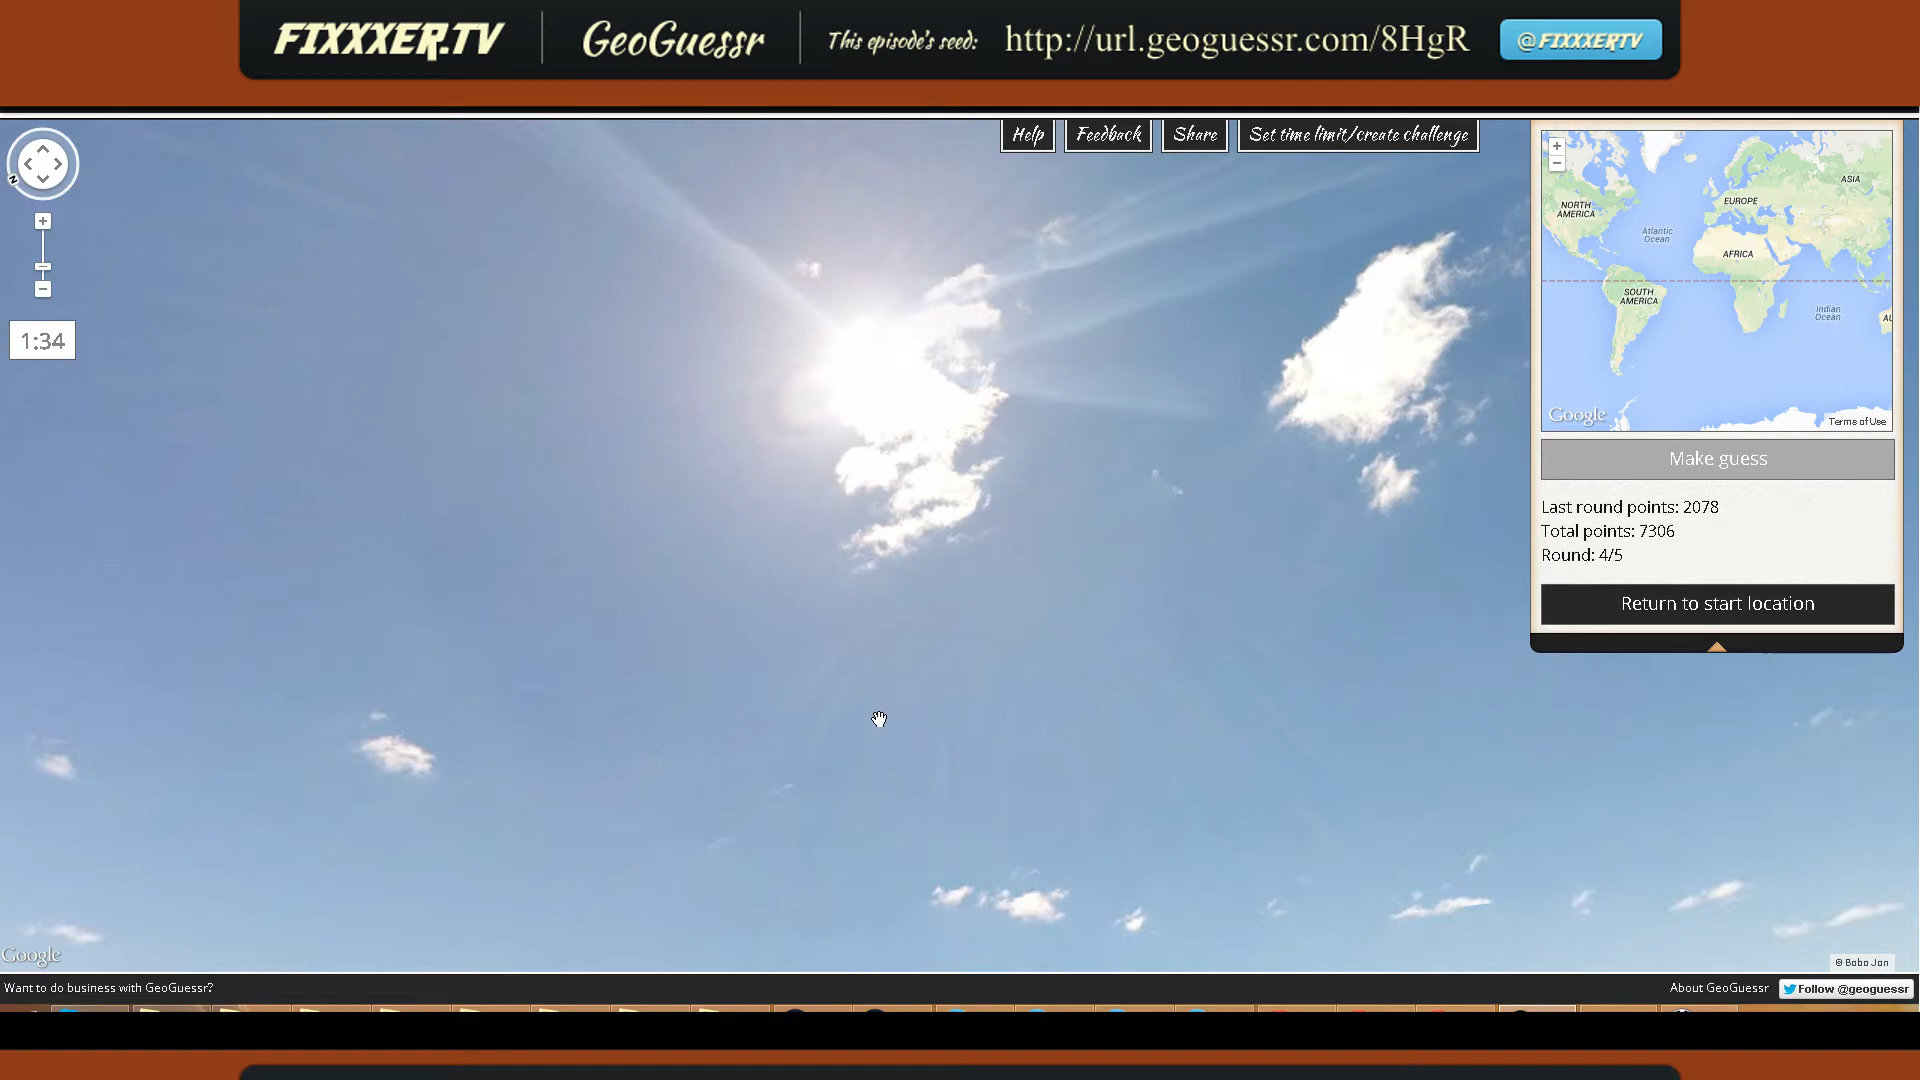 FIXXXER.TV
GeoGuessr
This episode's seed:
http://url.geoguessr.com/8HgR
@FIXXXERTV
Help
Feedback
Share
Set time limit/create challenge
N
1:34
+
−
NORTH AMERICA
Atlantic Ocean
EUROPE
ASIA
AFRICA
SOUTH AMERICA
Indian Ocean
AU
Google
Terms of Use
Make guess
Last round points: 2078
Total points: 7306
Round: 4/5
Return to start location
Google
© Bobo Jon
Want to do business with GeoGuessr?
About GeoGuessr
Follow @geoguessr